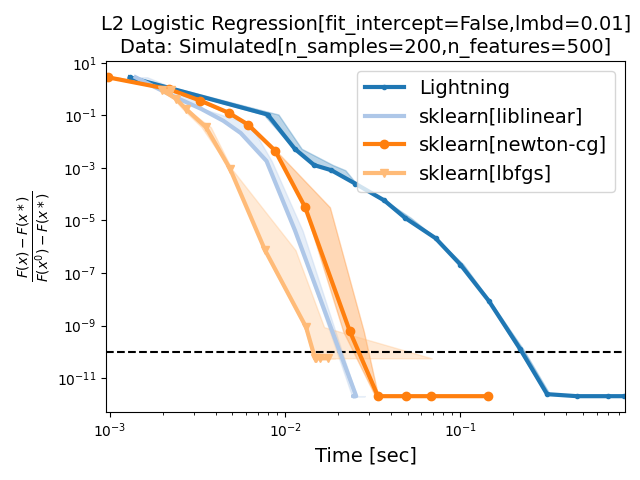 L2 Logistic Regression[fit_intercept=False,lmbd=0.01]
Data: Simulated[n_samples=200,n_features=500]
10^1
10^-1
10^-3
10^-5
10^-7
10^-9
10^-11
F(x) − F(x*)
F(x^0) − F(x*)
Lightning
sklearn[liblinear]
sklearn[newton-cg]
sklearn[lbfgs]
10^-3
10^-2
10^-1
Time [sec]